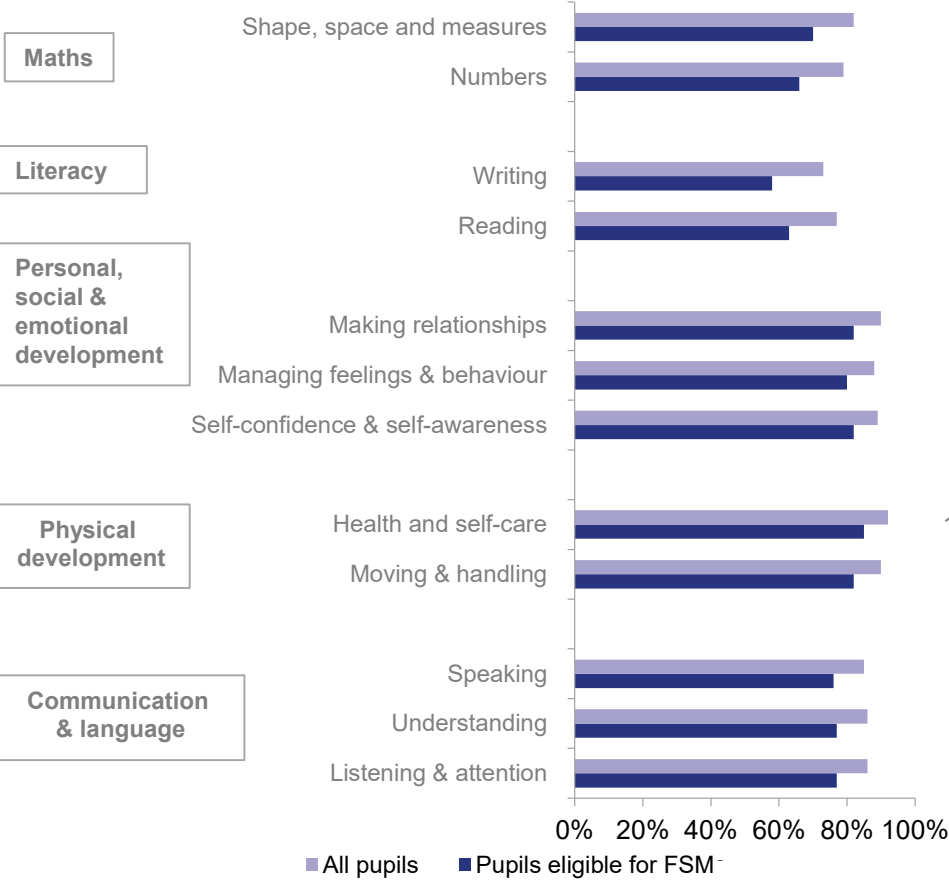 Maths
Shape, space and measures
Numbers
Literacy
Writing
Reading
Personal,
social &
emotional
development
Making relationships
Managing feelings & behaviour
Self-confidence & self-awareness
Physical
development
Health and self-care
Moving & handling
Communication
& language
Speaking
Understanding
Listening & attention
0% 20% 40% 60% 80% 100%
All pupils Pupils eligible for FSM